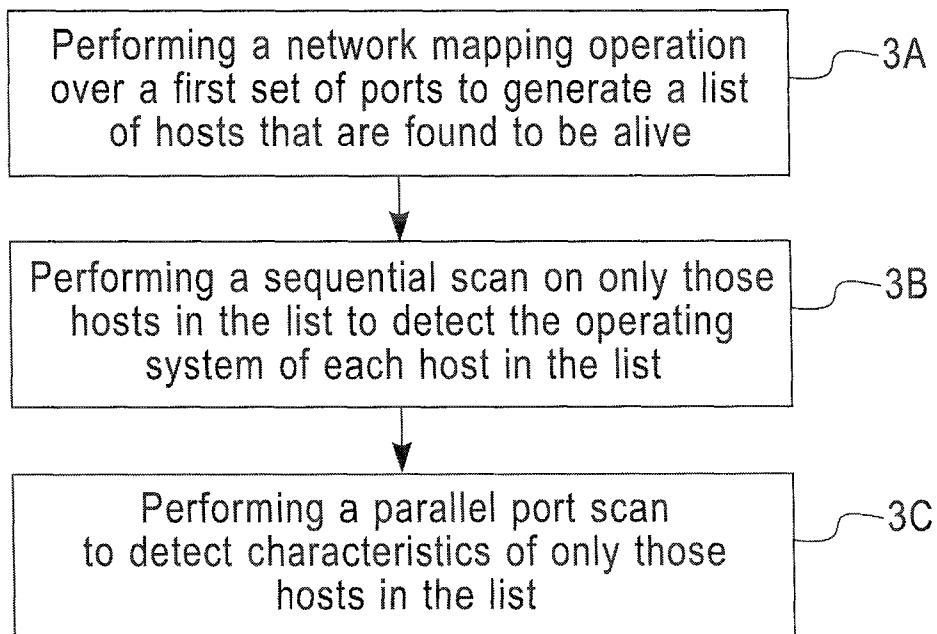 Performing a network mapping operation
over a first set of ports to generate a list
of hosts that are found to be alive
3A
Performing a sequential scan on only those
hosts in the list to detect the operating
system of each host in the list
3B
Performing a parallel port scan
to detect characteristics of only those
hosts in the list
3C